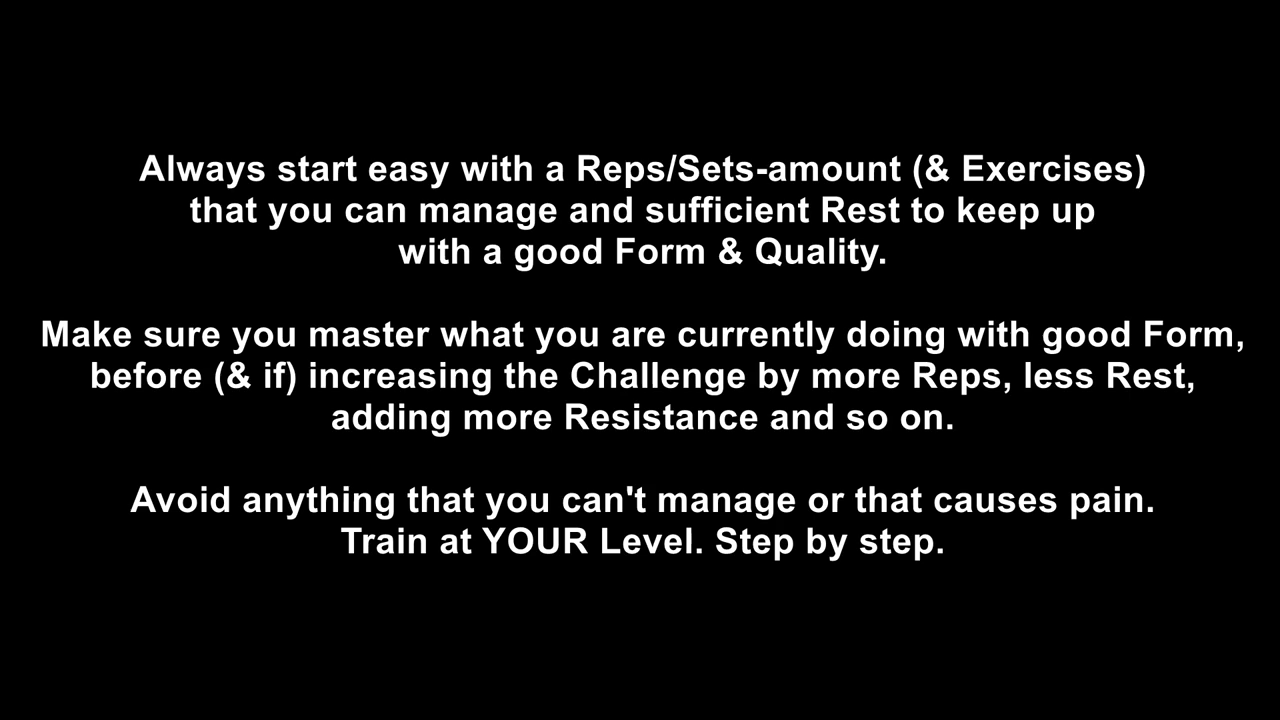 Always start easy with a Reps/Sets-amount (& Exercises)
that you can manage and sufficient Rest to keep up
with a good Form & Quality.
Make sure you master what you are currently doing with good Form,
before (& if) increasing the Challenge by more Reps, less Rest,
adding more Resistance and so on.
Avoid anything that you can't manage or that causes pain.
Train at YOUR Level. Step by step.